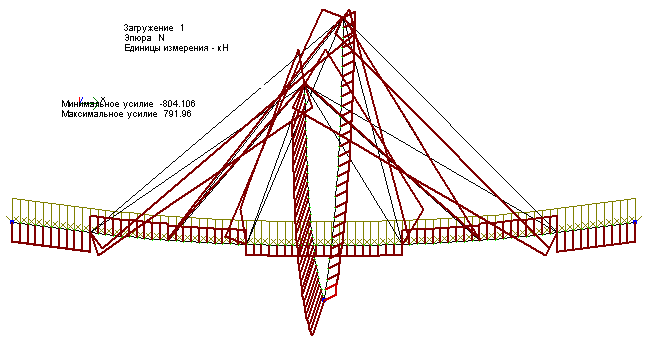 Загружение 1
Эпюра N
Единицы измерения - кН
Y X
Минимальное усилие -804.106
Максимальное усилие 791.96